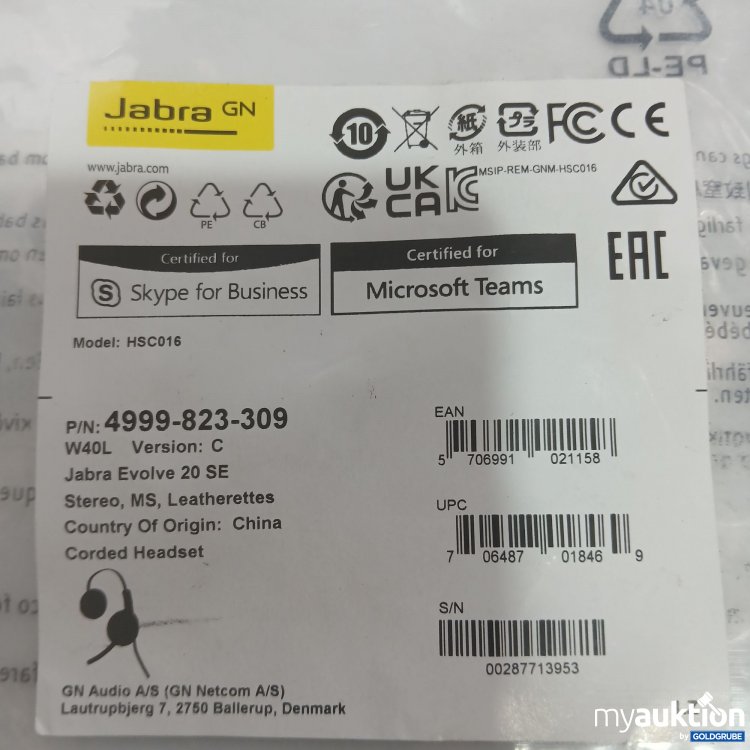 04
PE-LD
Jabra GN
www.jabra.com
10
紙
外箱
プラ
外装部
FC CE
PE
CB
UK
CA
MSIP-REM-GNM-HSC016
EAC
Certified for
Skype for Business
Certified for
Microsoft Teams
Model: HSC016
P/N: 4999-823-309
W40L Version: C
Jabra Evolve 20 SE
Stereo, MS, Leatherettes
Country Of Origin: China
Corded Headset
EAN
5 706991 021158
UPC
7 06487 01846 9
S/N
00287713953
GN Audio A/S (GN Netcom A/S)
Lautrupbjerg 7, 2750 Ballerup, Denmark
myauktion
by GOLDGRUBE